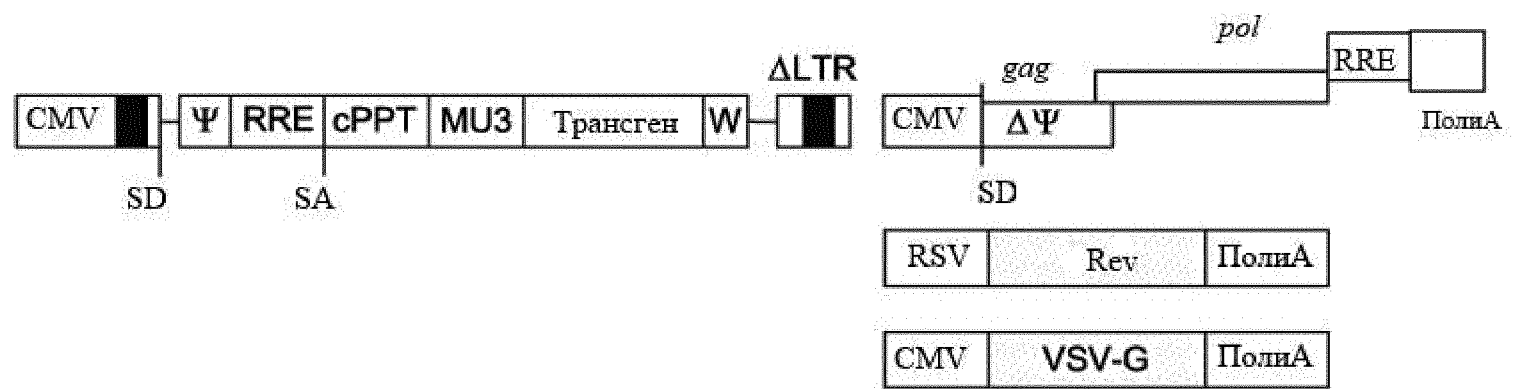 pol
gag
RRE
ΔLTR
CMV Ψ RRE cPPT MU3 Трансген W
CMV ΔΨ
ПолиА
SD SA
SD
RSV Rev ПолиА
CMV VSV-G ПолиА